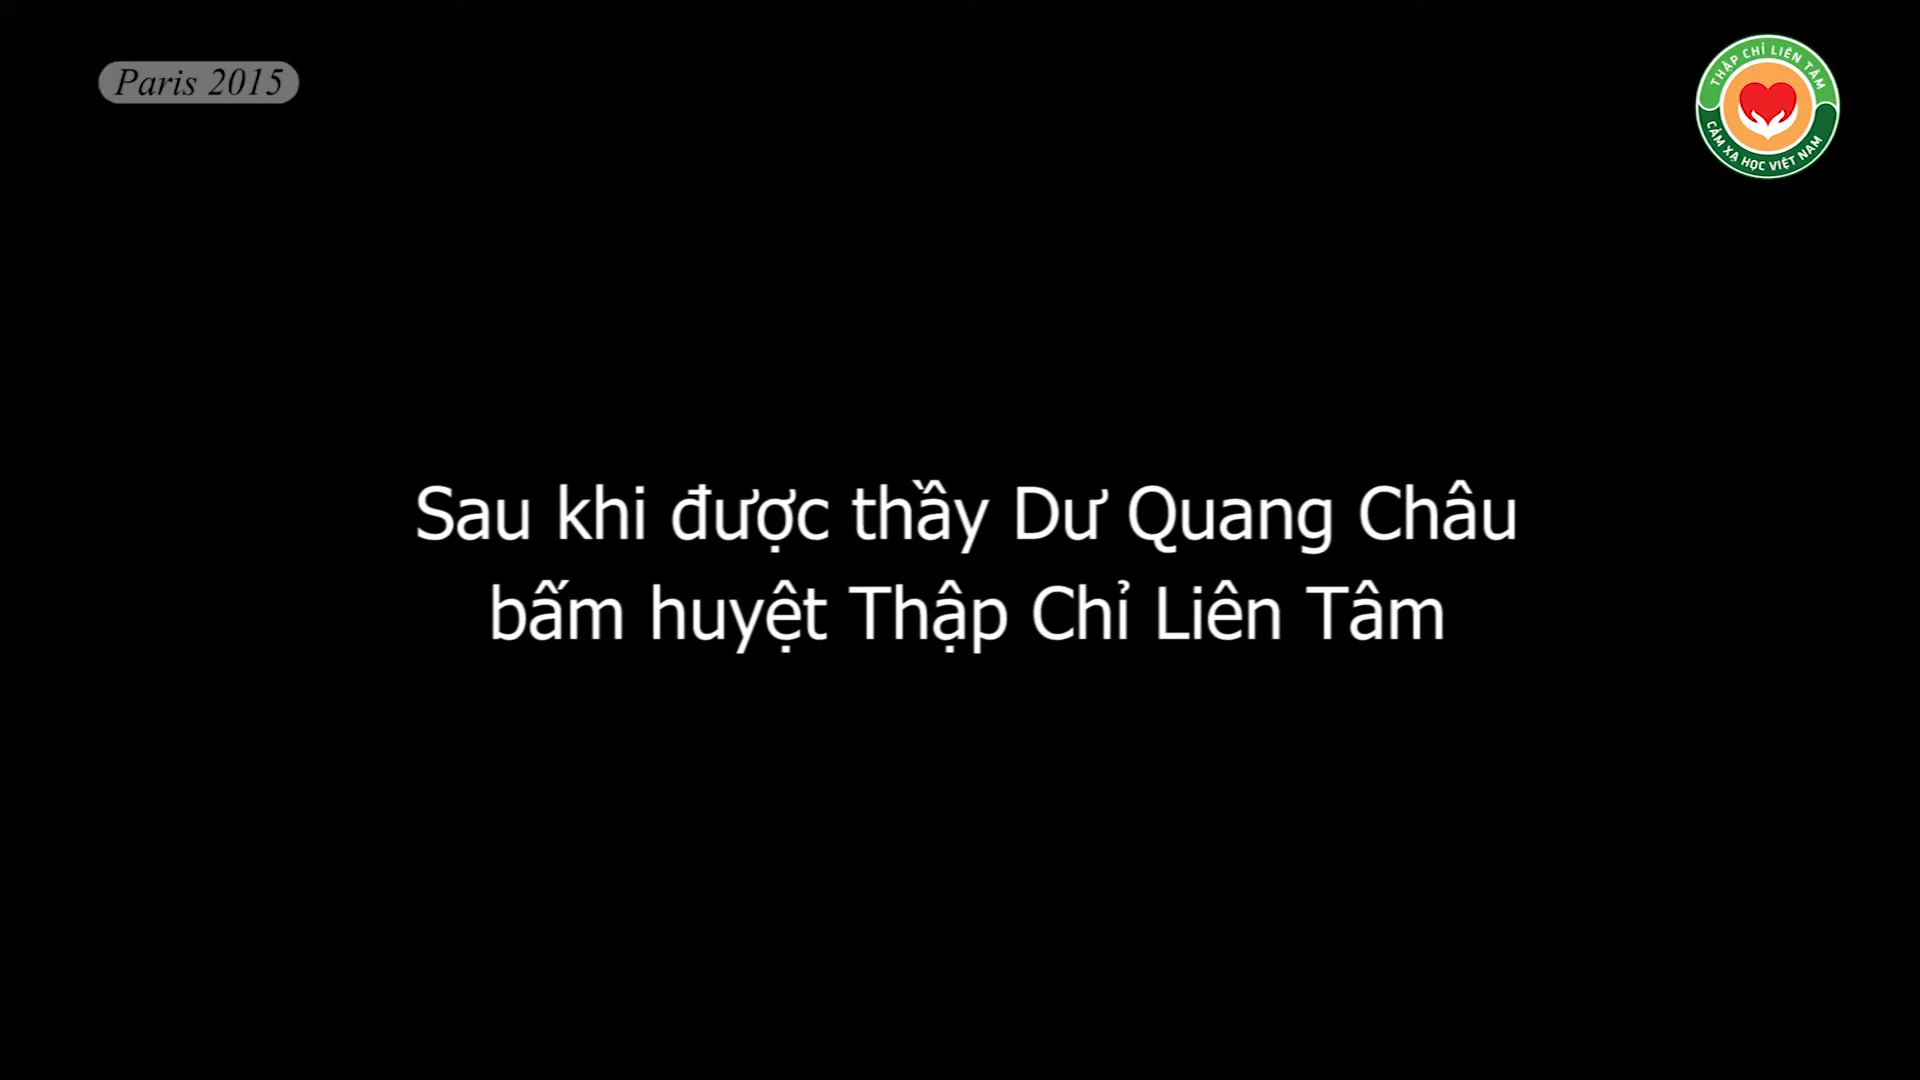 Paris 2015
THẬP CHỈ LIÊN TÂM
CẢM XẠ HỌC VIỆT NAM
Sau khi được thầy Dư Quang Châu
bấm huyệt Thập Chỉ Liên Tâm